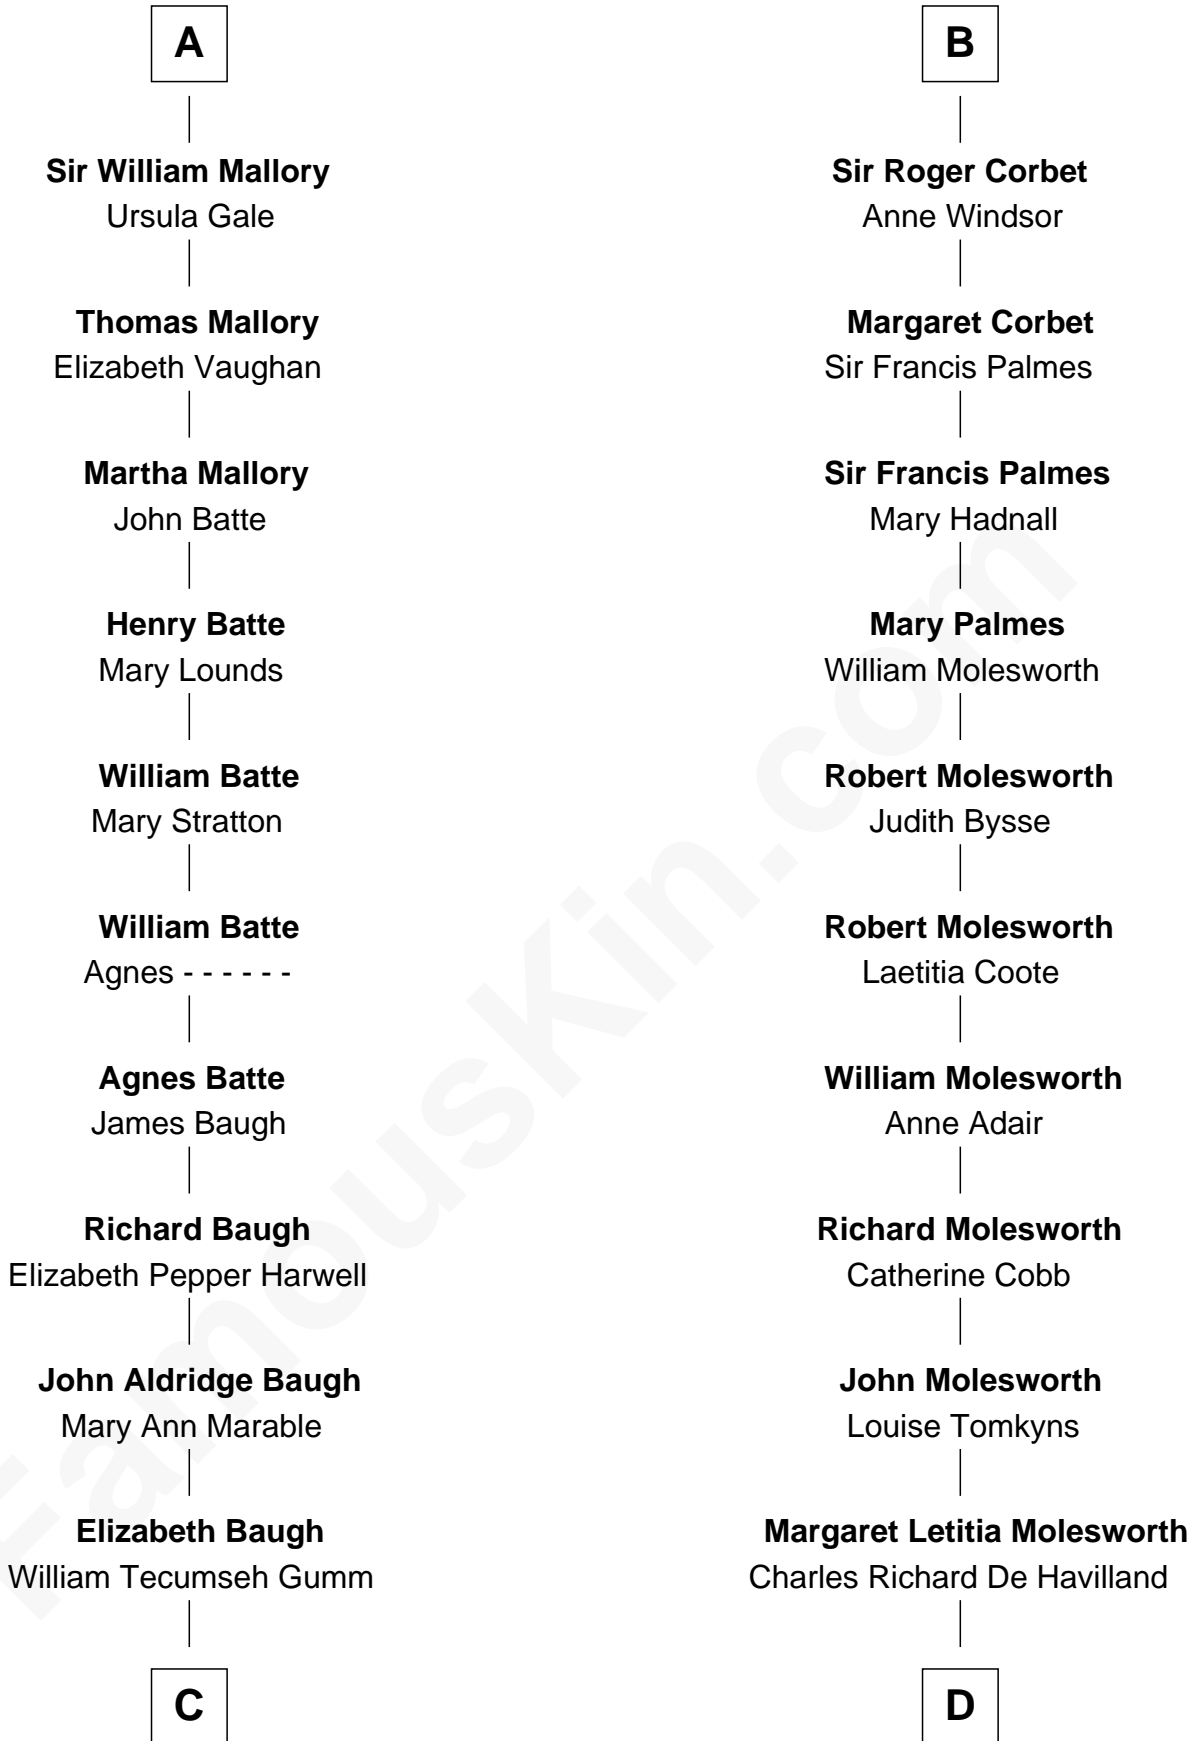 A
Sir William Mallory
Ursula Gale
Thomas Mallory
Elizabeth Vaughan
Martha Mallory
John Batte
Henry Batte
Mary Lounds
William Batte
Mary Stratton
William Batte
Agnes - - - - - -
Agnes Batte
James Baugh
Richard Baugh
Elizabeth Pepper Harwell
John Aldridge Baugh
Mary Ann Marable
Elizabeth Baugh
William Tecumseh Gumm
C
B
Sir Roger Corbet
Anne Windsor
Margaret Corbet
Sir Francis Palmes
Sir Francis Palmes
Mary Hadnall
Mary Palmes
William Molesworth
Robert Molesworth
Judith Bysse
Robert Molesworth
Laetitia Coote
William Molesworth
Anne Adair
Richard Molesworth
Catherine Cobb
John Molesworth
Louise Tomkyns
Margaret Letitia Molesworth
Charles Richard De Havilland
D
FamousKin.com